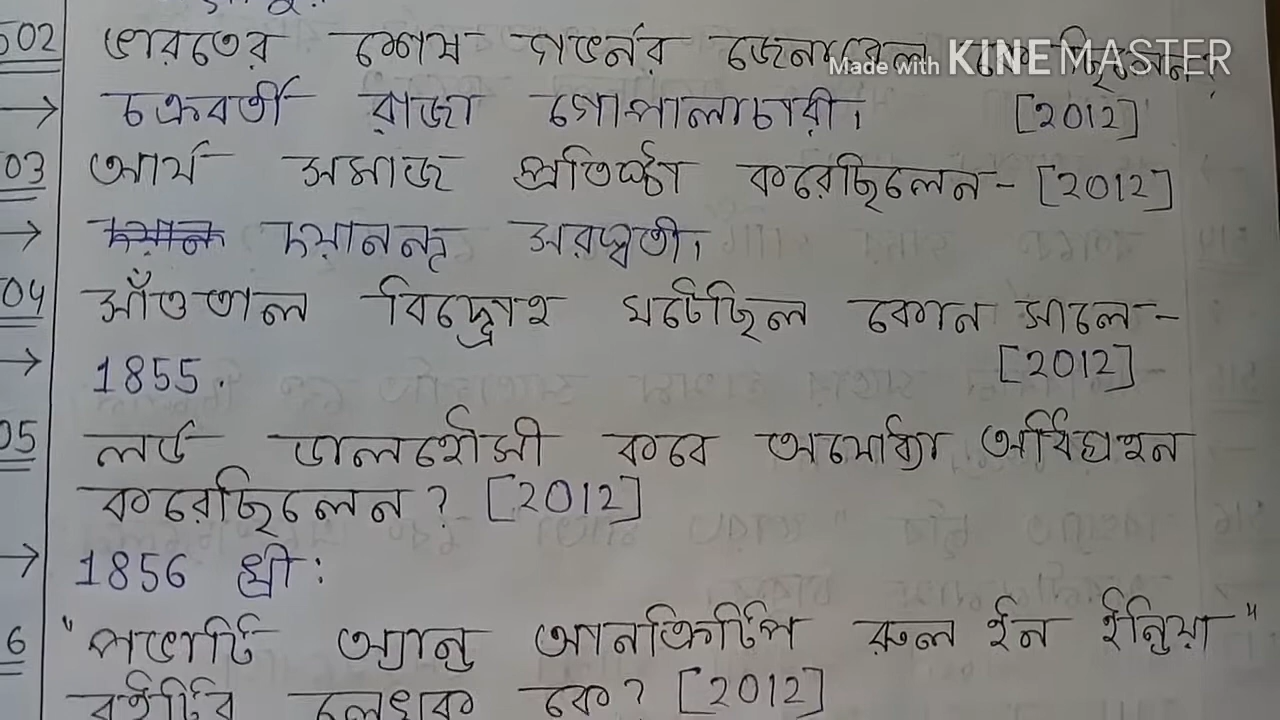 502 ভারতের শেষ গভর্নর জেনারেল কে ছিলেন?
Made with KINEMASTER
→ চক্রবর্তী রাজা গোপালাচারী। [2012]
03 আর্য সমাজ প্রতিষ্ঠা করেছিলেন- [2012]
→ দয়ানন্দ সরস্বতী।
04 সাঁওতাল বিদ্রোহ ঘটেছিল কোন সালে-
→ 1855. [2012]
05 লর্ড ডালহৌসী কবে অযোধ্যা অধিগ্রহন
করেছিলেন? [2012]
→ 1856 খ্রী:
6 "পভার্টি অ্যান্ড আনব্রিটিশ রুল ইন ইন্ডিয়া"
বইটির লেখক কে? [2012]